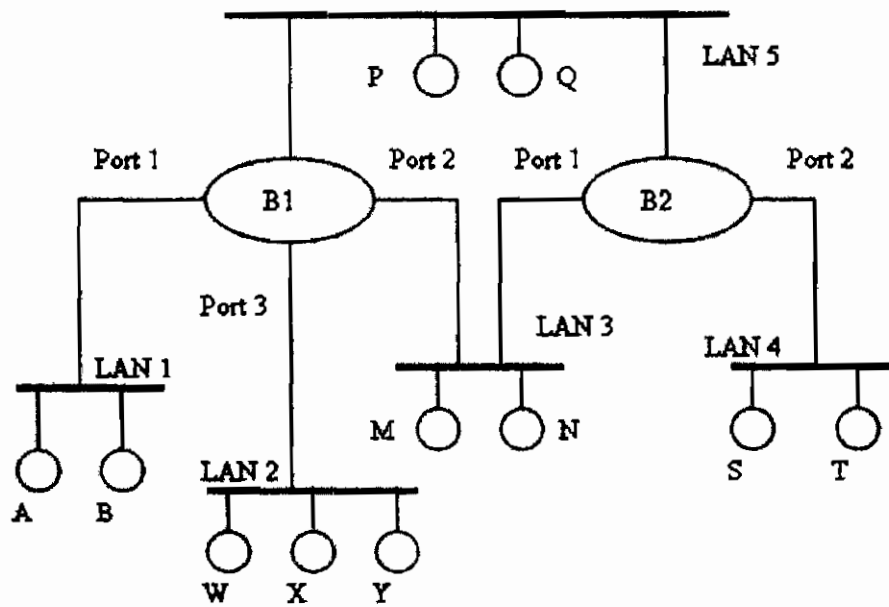 P
Q
LAN 5
Port 1
Port 2
Port 1
Port 2
B1
B2
Port 3
LAN 3
LAN 1
LAN 4
M
N
A
B
LAN 2
S
T
W
X
Y